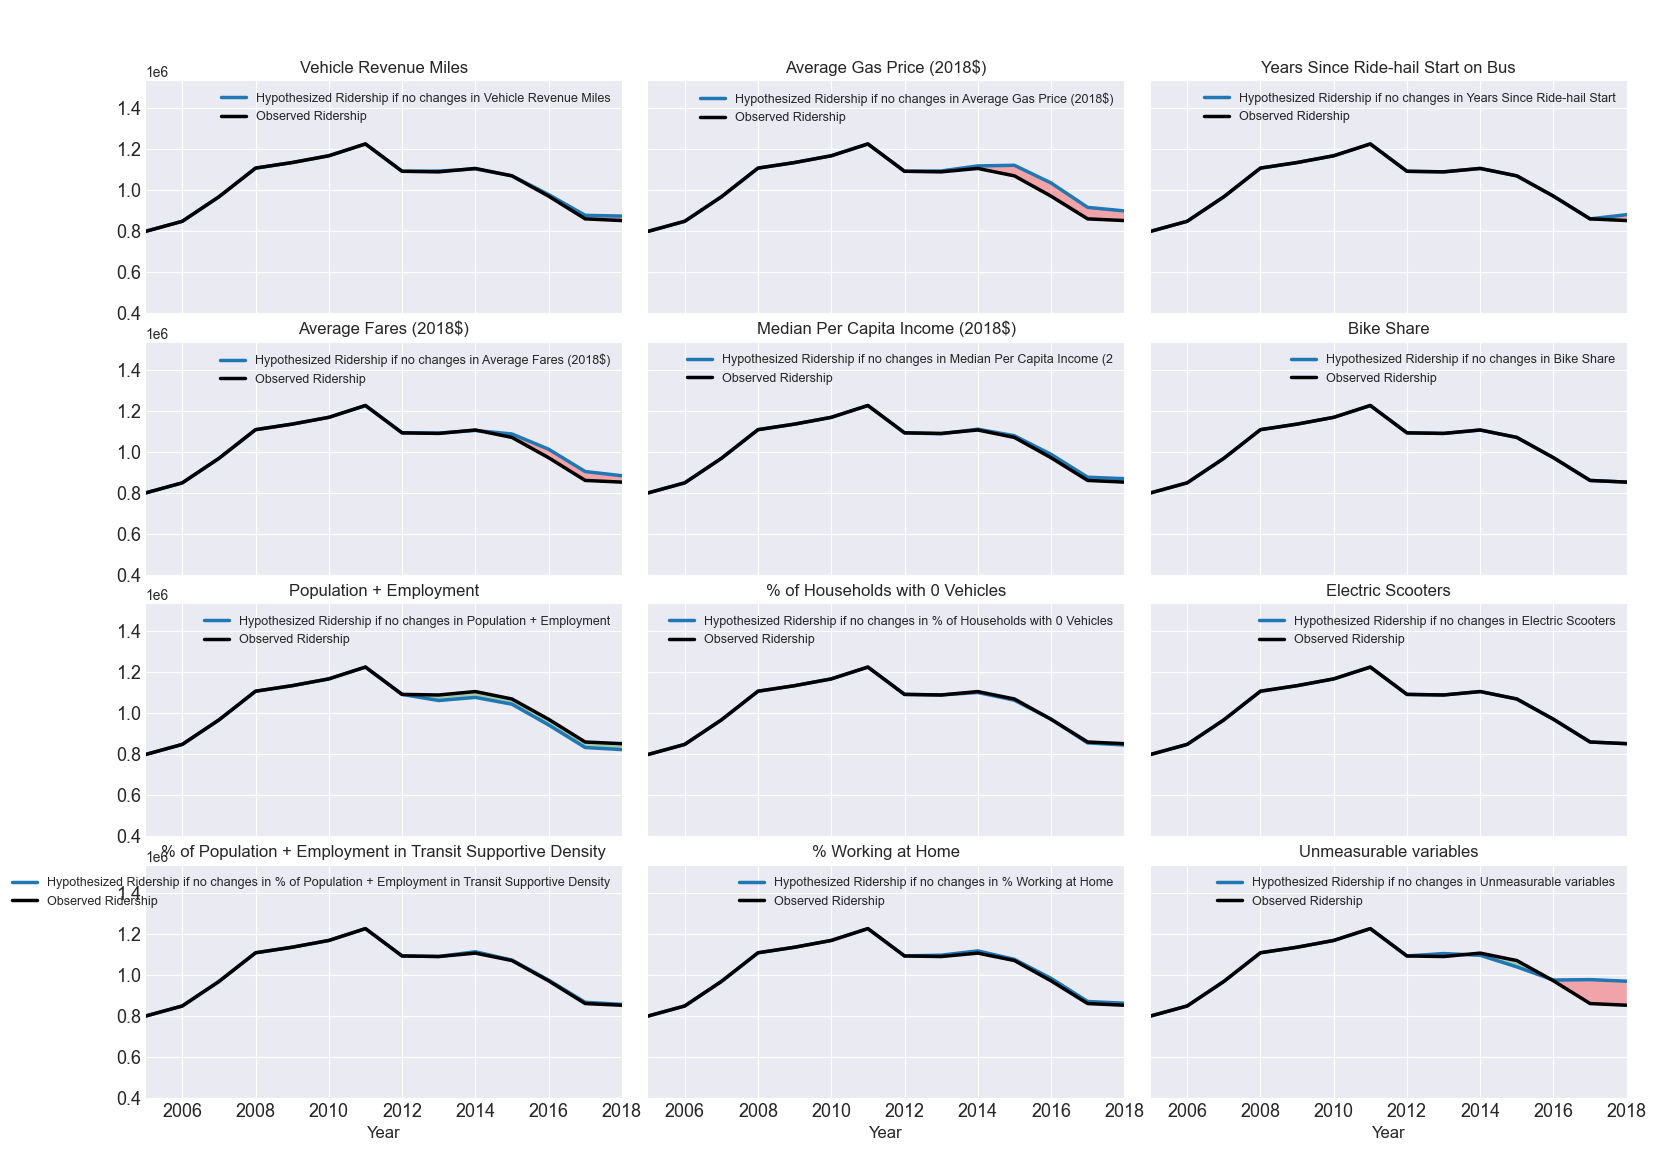 Vehicle Revenue Miles
1e6
Hypothesized Ridership if no changes in Vehicle Revenue Miles
Observed Ridership
1.4
1.2
1.0
0.8
0.6
0.4
Average Gas Price (2018$)
Hypothesized Ridership if no changes in Average Gas Price (2018$)
Observed Ridership
Years Since Ride-hail Start on Bus
Hypothesized Ridership if no changes in Years Since Ride-hail Start
Observed Ridership
Average Fares (2018$)
1e6
Hypothesized Ridership if no changes in Average Fares (2018$)
Observed Ridership
1.4
1.2
1.0
0.8
0.6
0.4
Median Per Capita Income (2018$)
Hypothesized Ridership if no changes in Median Per Capita Income (2
Observed Ridership
Bike Share
Hypothesized Ridership if no changes in Bike Share
Observed Ridership
Population + Employment
1e6
Hypothesized Ridership if no changes in Population + Employment
Observed Ridership
1.4
1.2
1.0
0.8
0.6
0.4
% of Households with 0 Vehicles
Hypothesized Ridership if no changes in % of Households with 0 Vehicles
Observed Ridership
Electric Scooters
Hypothesized Ridership if no changes in Electric Scooters
Observed Ridership
% of Population + Employment in Transit Supportive Density
1e6
Hypothesized Ridership if no changes in % of Population + Employment in Transit Supportive Density
Observed Ridership
1.4
1.2
1.0
0.8
0.6
0.4
2006 2008 2010 2012 2014 2016 2018
Year
% Working at Home
Hypothesized Ridership if no changes in % Working at Home
Observed Ridership
2006 2008 2010 2012 2014 2016 2018
Year
Unmeasurable variables
Hypothesized Ridership if no changes in Unmeasurable variables
Observed Ridership
2006 2008 2010 2012 2014 2016 2018
Year